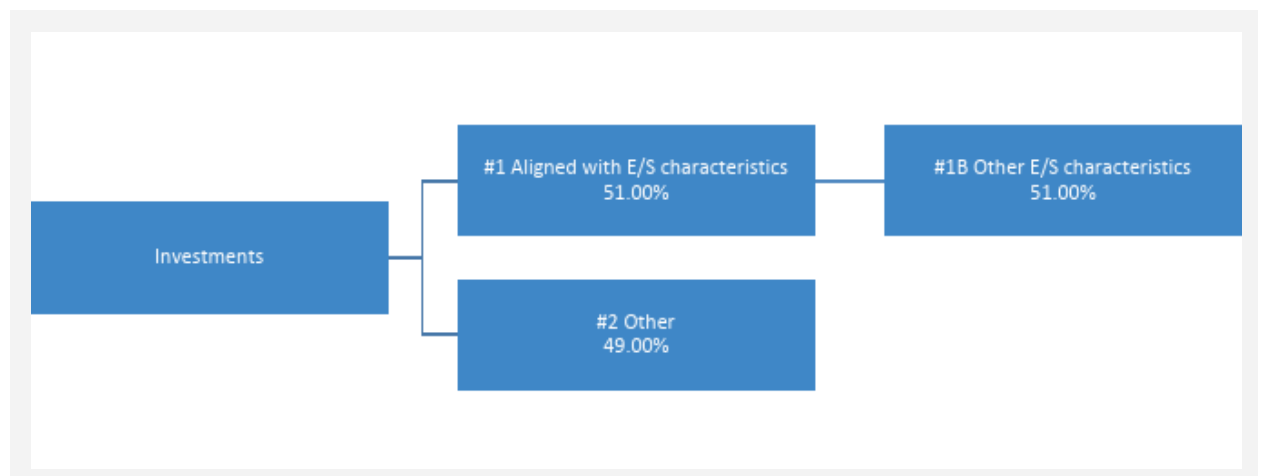 #1 Aligned with E/S characteristics
51.00%
#1B Other E/S characteristics
51.00%
Investments
#2 Other
49.00%